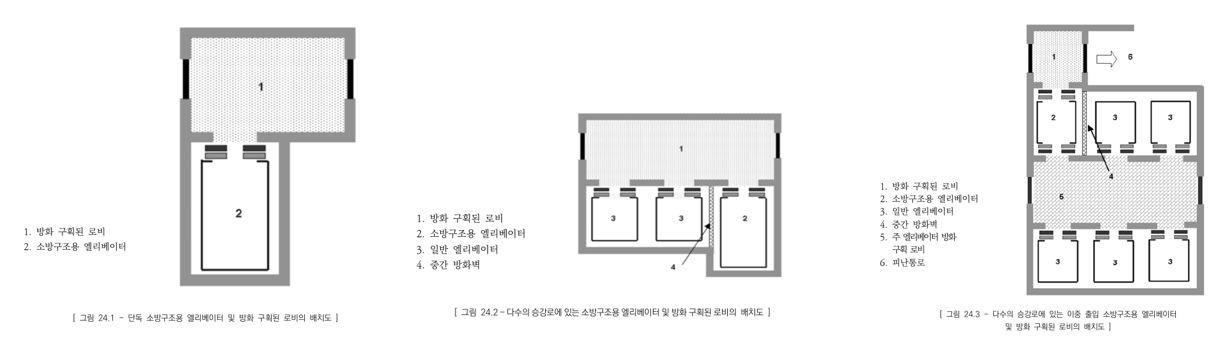 1
2
1. 방화 구획된 로비
2. 소방구조용 엘리베이터
[ 그림 24.1 - 단독 소방구조용 엘리베이터 및 방화 구획된 로비의 배치도 ]
1
3
3
2
4
1. 방화 구획된 로비
2. 소방구조용 엘리베이터
3. 일반 엘리베이터
4. 중간 방화벽
[ 그림 24.2 - 다수의 승강로에 있는 소방구조용 엘리베이터 및 방화 구획된 로비의 배치도 ]
1
6
2
3
3
4
5
3
3
3
1. 방화 구획된 로비
2. 소방구조용 엘리베이터
3. 일반 엘리베이터
4. 중간 방화벽
5. 주 엘리베이터 방화
구획 로비
6. 피난통로
[ 그림 24.3 - 다수의 승강로에 있는 이중 출입 소방구조용 엘리베이터
및 방화 구획된 로비의 배치도 ]